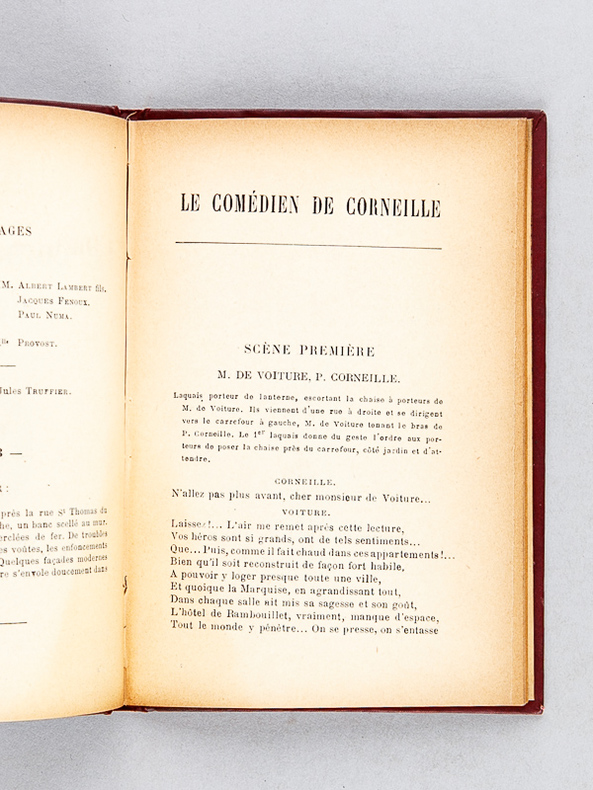 AGES
M. ALBERT LAMBERT fils.
JACQUES FENOUX.
PAUL NUMA.
lle PROVOST.
Jules TRUFFIER.
—
R :
près la rue St Thomas du
he, un banc scellé au mur.
erclées de fer. De troubles
es voûtes, les enfoncements
Quelques façades modernes
re s'envole doucement dans
LE COMÉDIEN DE CORNEILLE
SCÈNE PREMIÈRE
M. DE VOITURE, P. CORNEILLE.
Laquais porteur de lanterne, escortant la chaise à porteurs de
M. de Voiture. Ils viennent d'une rue à droite et se dirigent
vers le carrefour à gauche, M. de Voiture tenant le bras de
P. Corneille. Le 1er laquais donne du geste l'ordre aux por-
teurs de poser la chaise près du carrefour, côté jardin et d'at-
tendre.
CORNEILLE.
N'allez pas plus avant, cher monsieur de Voiture...
VOITURE.
Laissez!... L'air me remet après cette lecture,
Vos héros sont si grands, ont de tels sentiments...
Que... Puis, comme il fait chaud dans ces appartements!...
Bien qu'il soit reconstruit de façon fort habile,
A pouvoir y loger presque toute une ville,
Et quoique la Marquise, en agrandissant tout,
Dans chaque salle ait mis sa sagesse et son goût,
L'hôtel de Rambouillet, vraiment, manque d'espace,
Tout le monde y pénètre... On se presse, on s'entasse